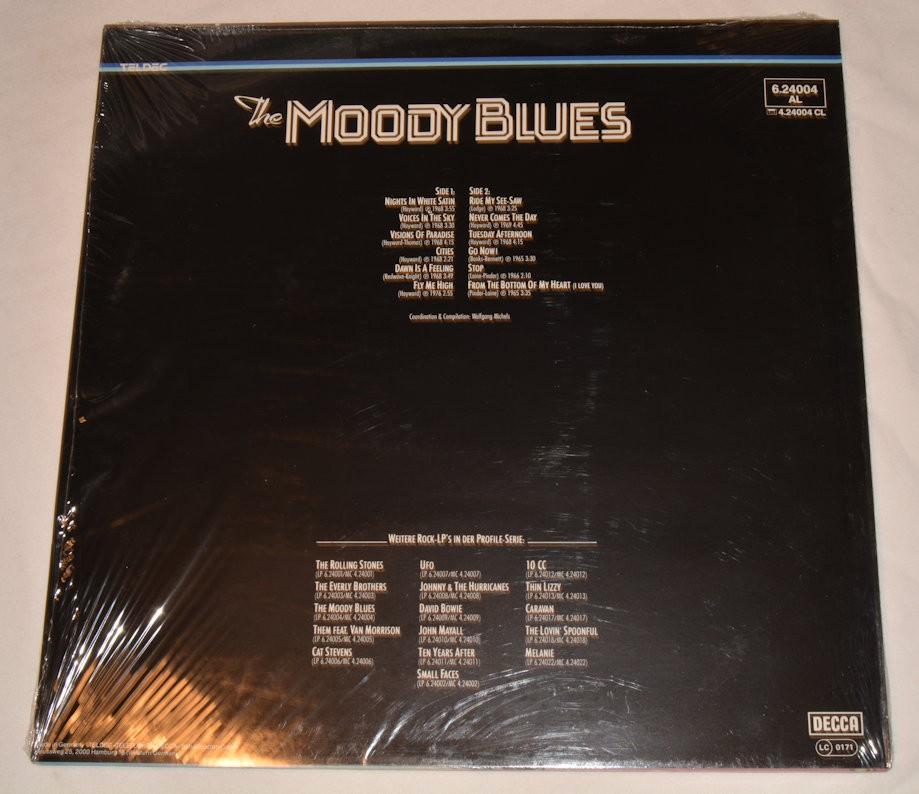 TELDEC
6.24004
AL
4.24004 CL
The MOODY BLUES
SIDE 1:
NIGHTS IN WHITE SATIN
(Hayward) ℗ 1968 3:55
VOICES IN THE SKY
(Hayward) ℗ 1968 3:30
VISIONS OF PARADISE
(Hayward-Thomas) ℗ 1968 4.15
CITIES
(Hayward) ℗ 1968 2:21
DAWN IS A FEELING
(Redwave-Knight) ℗ 1968 3:49
FLY ME HIGH
(Hayward) ℗ 1976 2:55
SIDE 2:
RIDE MY SEE-SAW
(Lodge) ℗ 1968 3:25
NEVER COMES THE DAY
(Hayward) ℗ 1969 4.45
TUESDAY AFTERNOON
(Hayward) ℗ 1968 4.15
GO NOW!
(Banks-Bennett) ℗ 1965 3:30
STOP
(Laine-Pinder) ℗ 1966 2:10
FROM THE BOTTOM OF MY HEART (I LOVE YOU)
(Pinder-Laine) ℗ 1965 3:35
Coordination & Compilation: Wolfgang Michels
WEITERE ROCK-LP'S IN DER PROFILE-SERIE:
THE ROLLING STONES
(LP 6.24001/MC 4.24001)
THE EVERLY BROTHERS
(LP 6.24003/MC 4.24003)
THE MOODY BLUES
(LP 6.24004/MC 4.24004)
THEM FEAT. VAN MORRISON
(LP 6.24005/MC 4.24005)
CAT STEVENS
(LP 6.24006/MC 4.24006)
UFO
(LP 6.24007/MC 4.24007)
JOHNNY & THE HURRICANES
(LP 6.24008/MC 4.24008)
DAVID BOWIE
(LP 6.24009/MC 4.24009)
JOHN MAYALL
(LP 6.24010/MC 4.24010)
TEN YEARS AFTER
(LP 6.24011/MC 4.24011)
SMALL FACES
(LP 6.24002/MC 4.24002)
10 CC
(LP 6.24012/MC 4.24012)
THIN LIZZY
(LP 6.24013/MC 4.24013)
CARAVAN
(LP 6.24017/MC 4.24017)
THE LOVIN' SPOONFUL
(LP 6.24018/MC 4.24018)
MELANIE
(LP 6.24022/MC 4.24022)
DECCA
LC 0171
in Germany
25, 2000 Hamburg